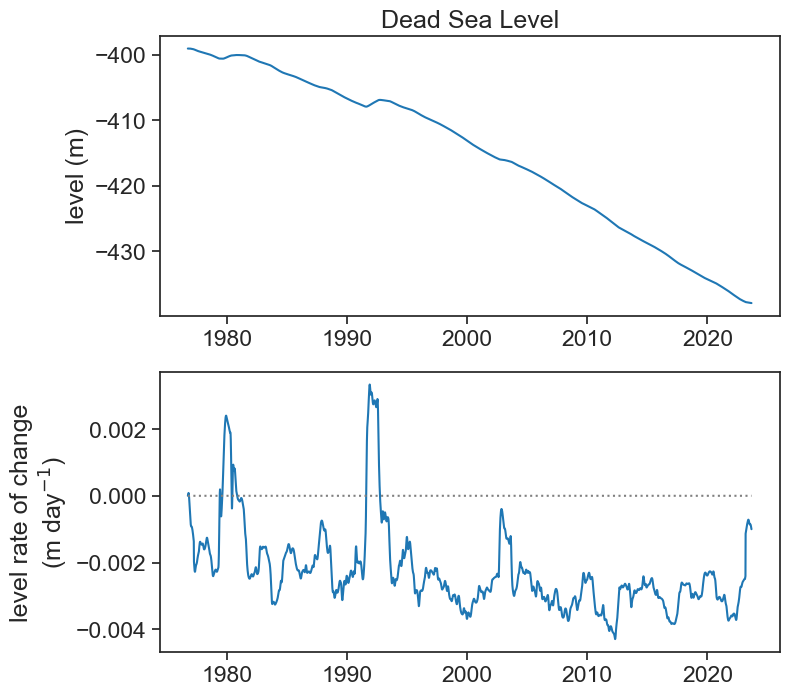 Dead Sea Level
level (m)
−400
−410
−420
−430
1980 1990 2000 2010 2020
level rate of change
(m day⁻¹)
0.002
0.000
−0.002
−0.004
1980 1990 2000 2010 2020